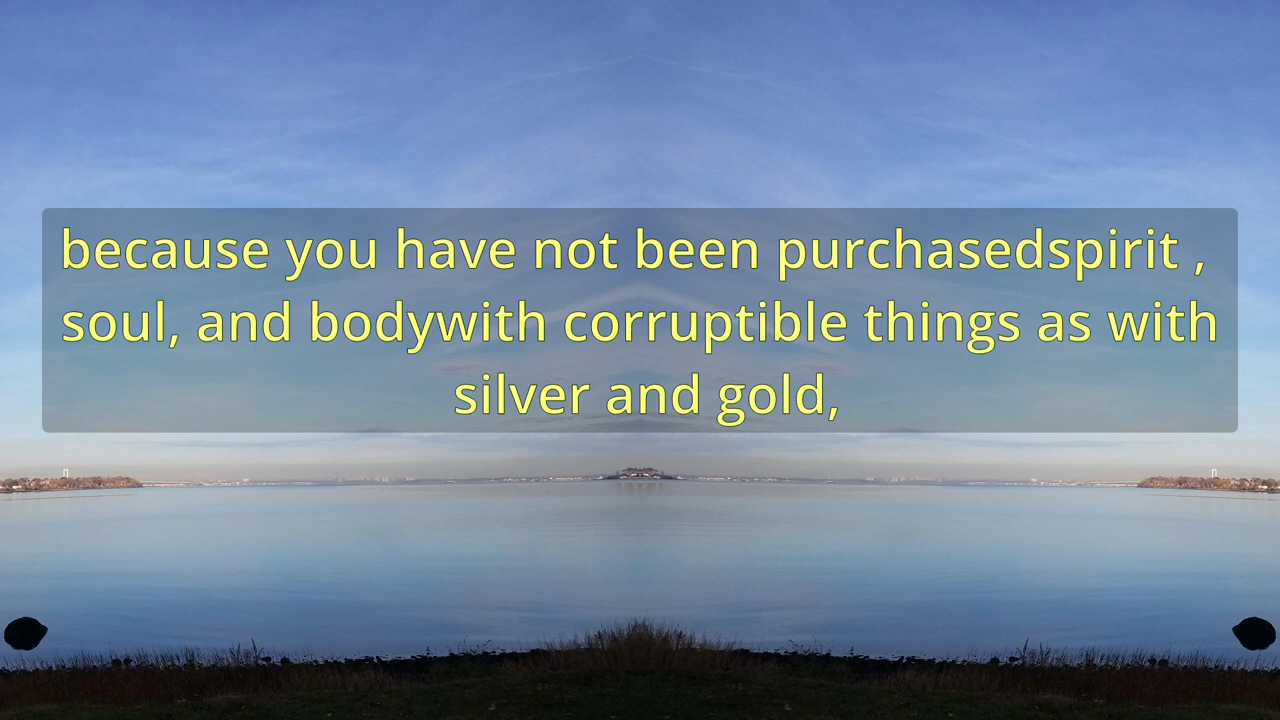 because you have not been purchasedspirit ,
soul, and bodywith corruptible things as with
silver and gold,